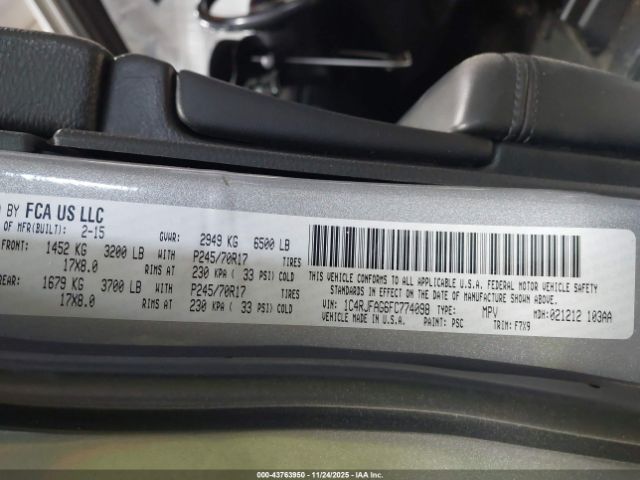 BY FCA US LLC
OF MFR(BUILT): 2-15 GVWR: 2949 KG 6500 LB
FRONT: 1452 KG 3200 LB WITH P245/70R17 TIRES
17X8.0 RIMS AT 230 KPA ( 33 PSI) COLD
REAR: 1679 KG 3700 LB WITH P245/70R17 TIRES
17X8.0 RIMS AT 230 KPA ( 33 PSI) COLD
THIS VEHICLE CONFORMS TO ALL APPLICABLE U.S.A. FEDERAL MOTOR VEHICLE SAFETY
STANDARDS IN EFFECT ON THE DATE OF MANUFACTURE SHOWN ABOVE.
VIN: 1C4RJFAG6FC774098 TYPE: MPV MDH:021212 103AA
VEHICLE MADE IN U.S.A. PAINT: PSC TRIM: F7X9
000-43763950 - 11/24/2025 - IAAI.COM